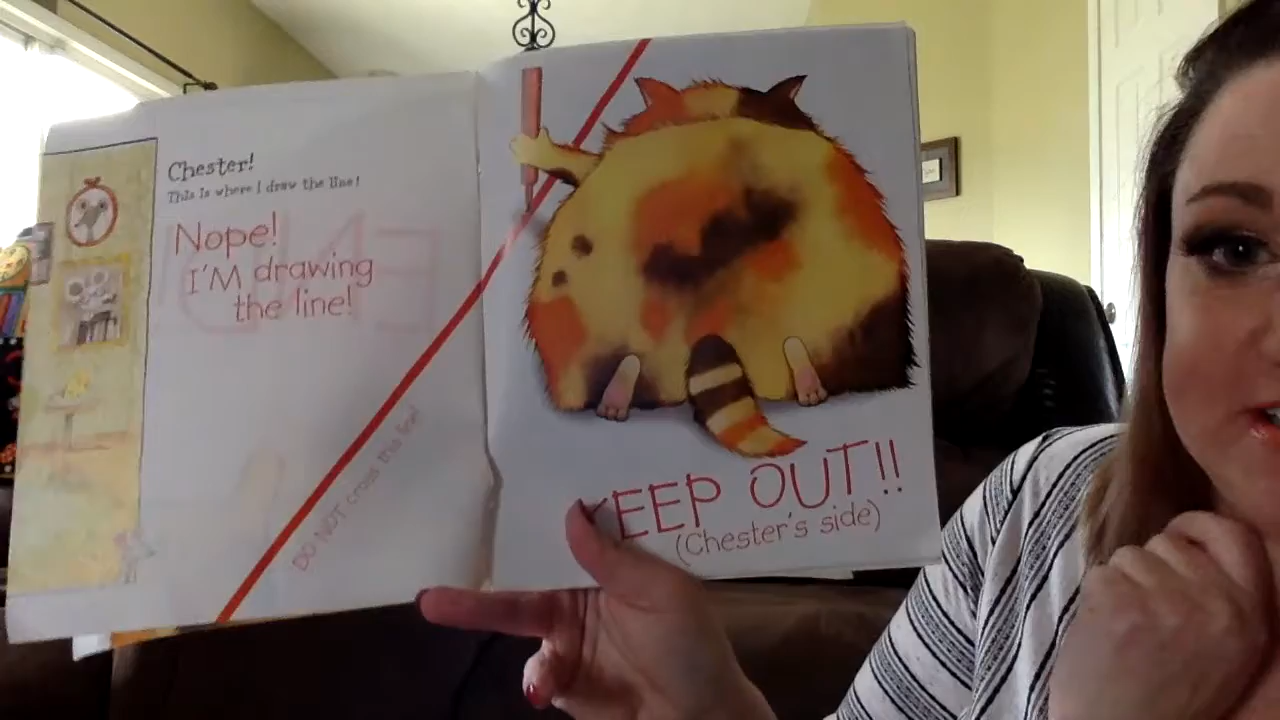 Chester!
This is where I draw the line!
Nope!
I'M drawing
the line!
DO NOT cross this line!
KEEP OUT!!
(Chester's side)